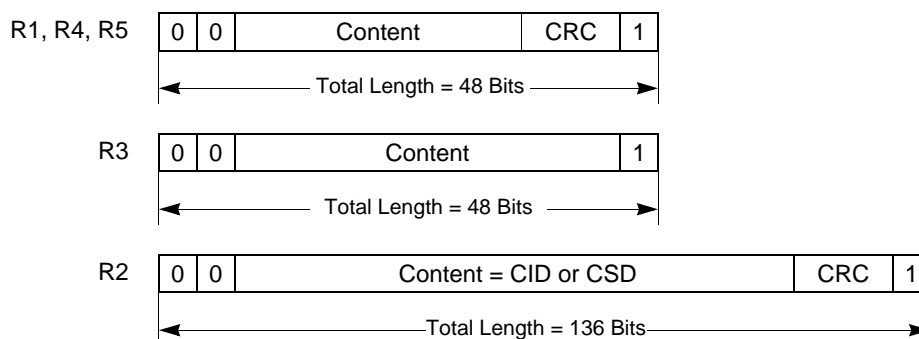 R1, R4, R5 0 0 Content CRC 1
Total Length = 48 Bits
R3 0 0 Content 1
Total Length = 48 Bits
R2 0 0 Content = CID or CSD CRC 1
Total Length = 136 Bits